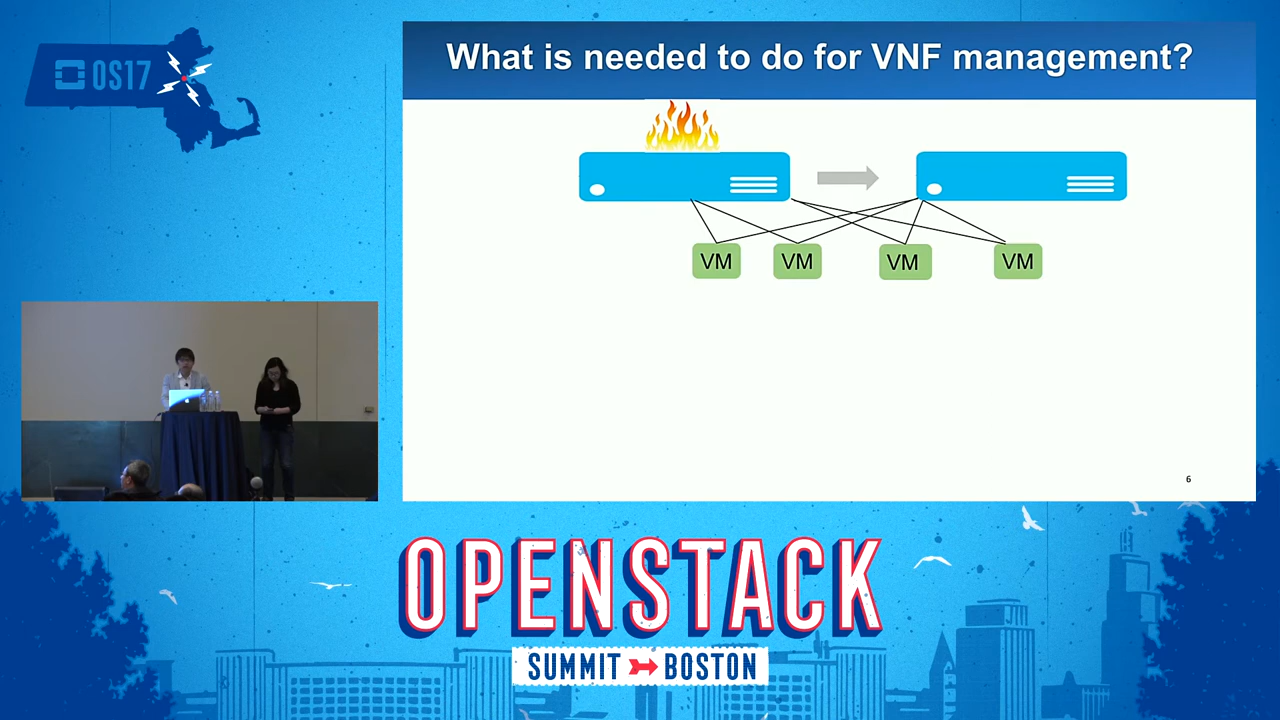 OS17
What is needed to do for VNF management?
VM VM VM VM
6
OPENSTACK
SUMMIT BOSTON